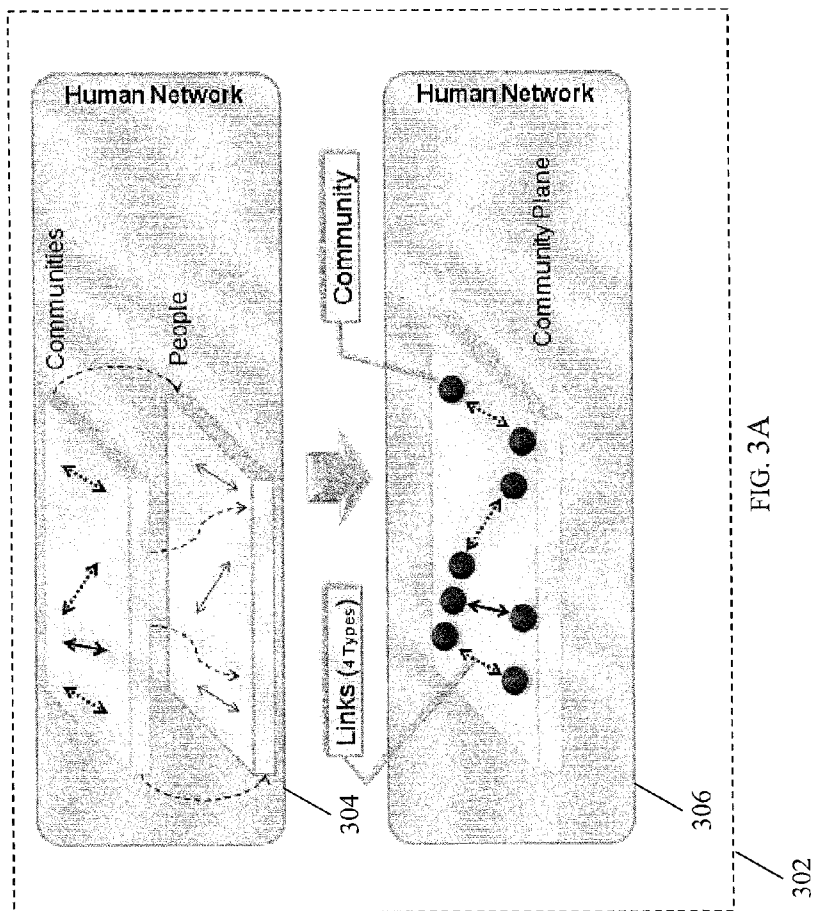 Human Network
Communities
People
304
Links (4 Types)
Community
Human Network
Community Plane
306
302
FIG. 3A